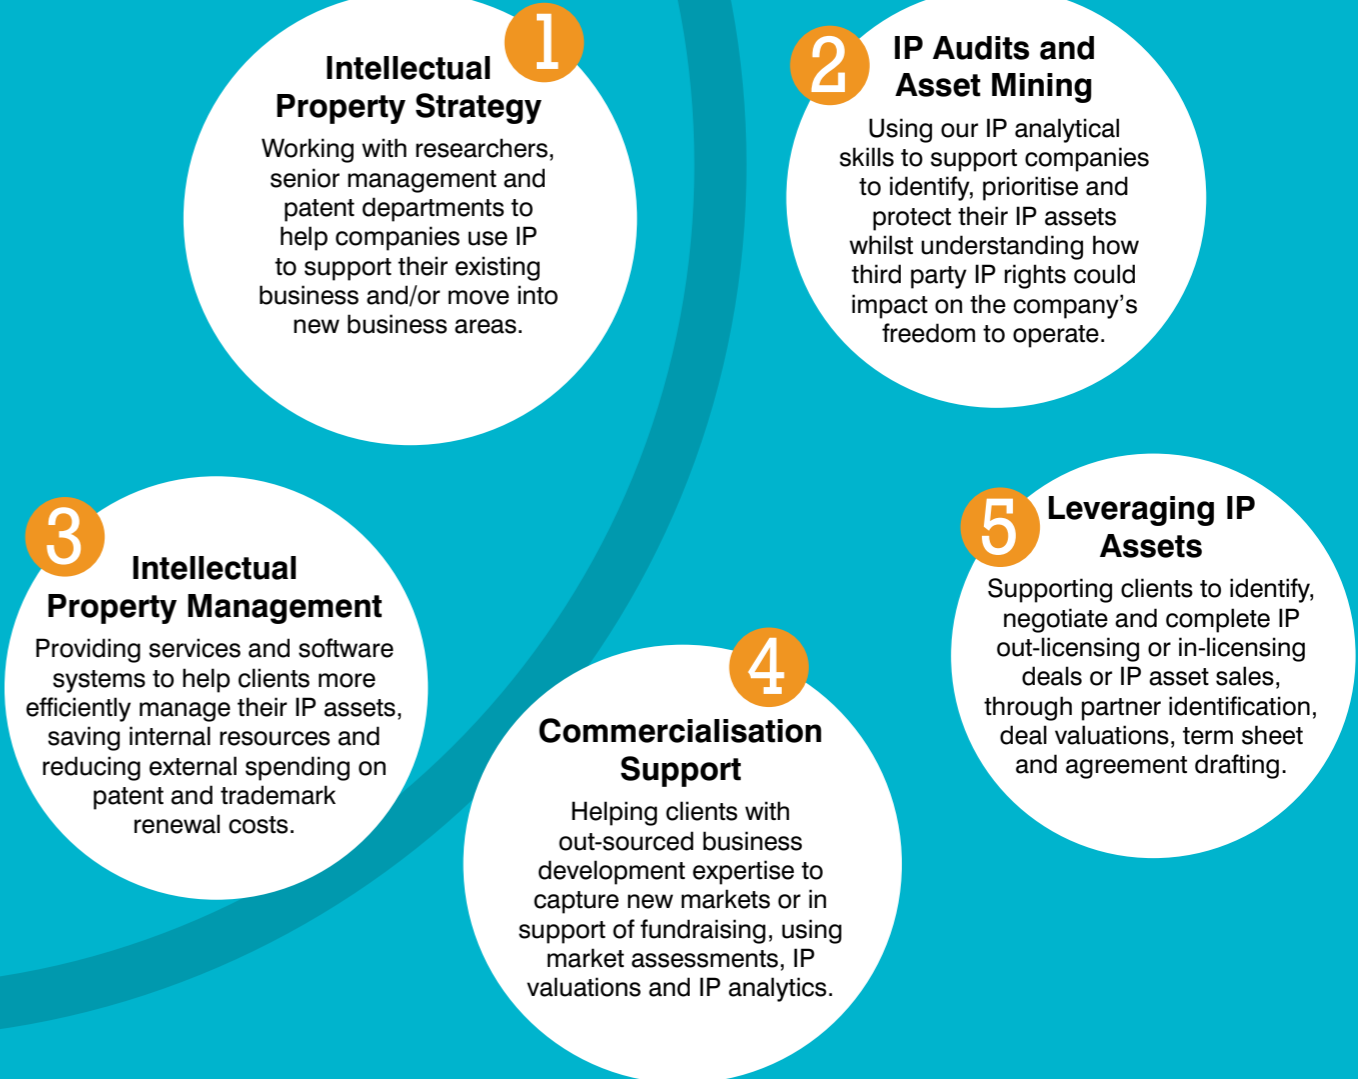 1
Intellectual
Property Strategy
Working with researchers,
senior management and
patent departments to
help companies use IP
to support their existing
business and/or move into
new business areas.
2
IP Audits and
Asset Mining
Using our IP analytical
skills to support companies
to identify, prioritise and
protect their IP assets
whilst understanding how
third party IP rights could
impact on the company’s
freedom to operate.
3
Intellectual
Property Management
Providing services and software
systems to help clients more
efficiently manage their IP assets,
saving internal resources and
reducing external spending on
patent and trademark
renewal costs.
4
Commercialisation
Support
Helping clients with
out-sourced business
development expertise to
capture new markets or in
support of fundraising, using
market assessments, IP
valuations and IP analytics.
5
Leveraging IP
Assets
Supporting clients to identify,
negotiate and complete IP
out-licensing or in-licensing
deals or IP asset sales,
through partner identification,
deal valuations, term sheet
and agreement drafting.